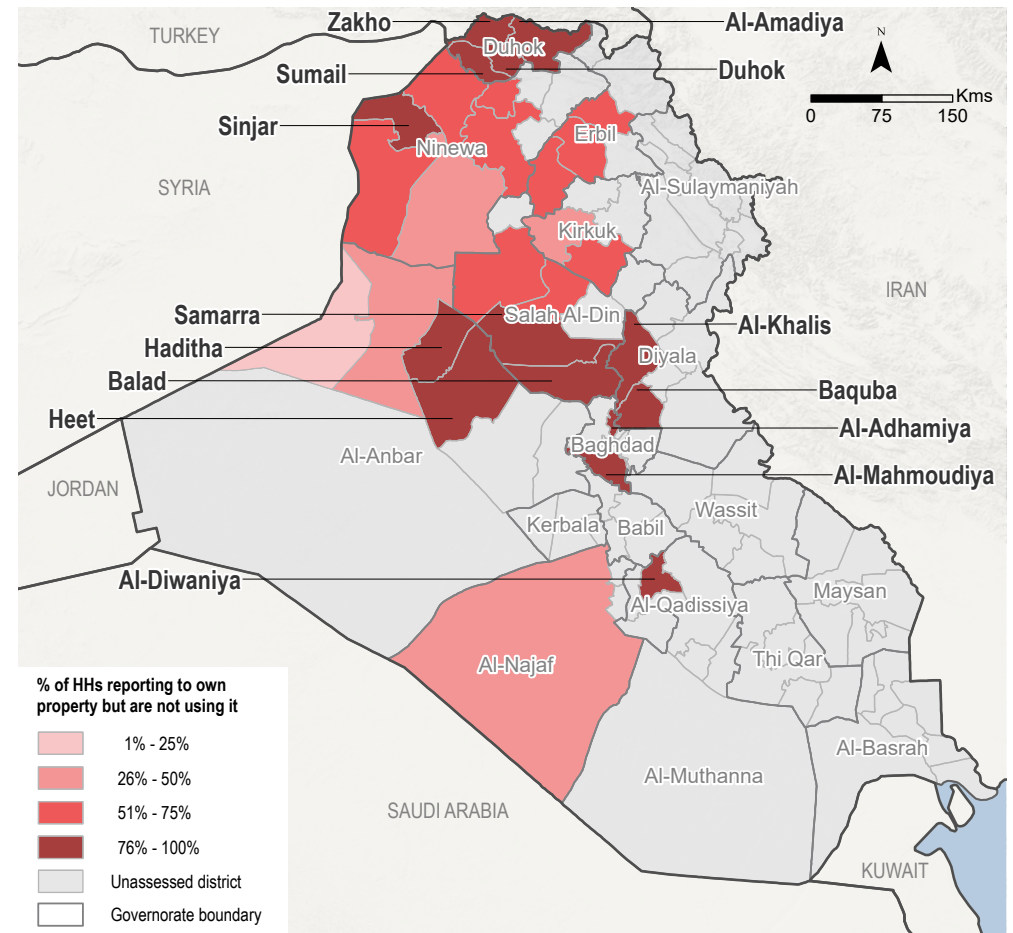 Zakho
Al-Amadiya
TURKEY
Duhok
N
Sumail
Duhok
Kms
0 75 150
Sinjar
Erbil
Ninewa
SYRIA
Al-Sulaymaniyah
Kirkuk
IRAN
Samarra
Salah Al-Din
Al-Khalis
Haditha
Diyala
Balad
Baquba
Heet
Al-Adhamiya
Baghdad
Al-Anbar
Al-Mahmoudiya
JORDAN
Wassit
Kerbala
Babil
Al-Diwaniya
Maysan
Al-Qadissiya
Thi Qar
Al-Najaf
% of HHs reporting to own
property but are not using it
1% - 25%
26% - 50%
51% - 75%
76% - 100%
Unassessed district
Governorate boundary
Al-Basrah
Al-Muthanna
SAUDI ARABIA
KUWAIT